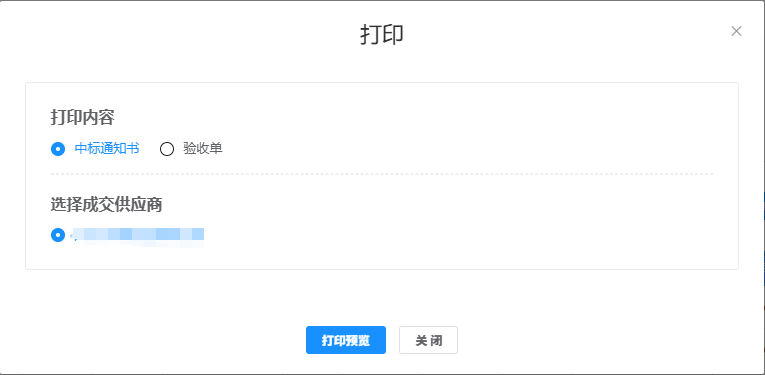 打印
打印内容
中标通知书 验收单
选择成交供应商
打印预览 关 闭